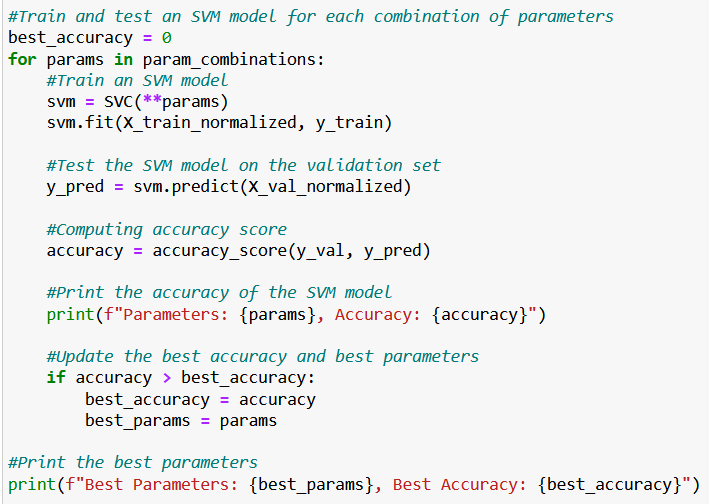 #Train and test an SVM model for each combination of parameters
best_accuracy = 0
for params in param_combinations:
    #Train an SVM model
    svm = SVC(**params)
    svm.fit(X_train_normalized, y_train)

    #Test the SVM model on the validation set
    y_pred = svm.predict(X_val_normalized)

    #Computing accuracy score
    accuracy = accuracy_score(y_val, y_pred)

    #Print the accuracy of the SVM model
    print(f"Parameters: {params}, Accuracy: {accuracy}")

    #Update the best accuracy and best parameters
    if accuracy > best_accuracy:
        best_accuracy = accuracy
        best_params = params

#Print the best parameters
print(f"Best Parameters: {best_params}, Best Accuracy: {best_accuracy}")